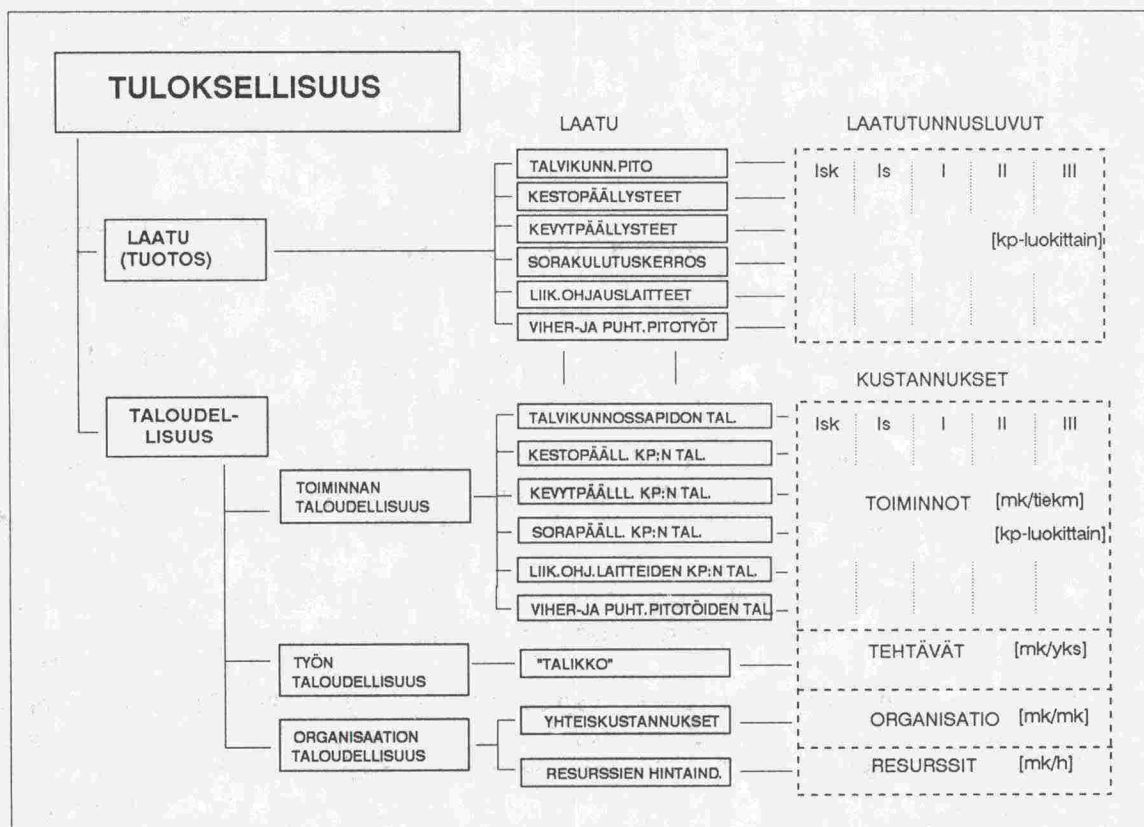 TULOKSELLISUUS
LAATU
LAATUTUNNUSLUVUT
LAATU
(TUOTOS)
TALVIKUNN.PITO
KESTOPÄÄLLYSTEET
KEVYTPÄÄLLYSTEET
SORAKULUTUSKERROS
LIIK.OHJAUSLAITTEET
VIHER-JA PUHT.PITOTYÖT
Isk Is I II III
[kp-luokittain]
KUSTANNUKSET
TALOUDEL-
LISUUS
TOIMINNAN
TALOUDELLISUUS
TALVIKUNNOSSAPIDON TAL.
KESTOPÄÄLL. KP:N TAL.
KEVYTPÄÄLLL. KP:N TAL.
SORAPÄÄLL. KP:N TAL.
LIIK.OHJ.LAITTEIDEN KP:N TAL.
VIHER-JA PUHT.PITOTÖIDEN TAL
Isk Is I II III
TOIMINNOT [mk/tiekm]
[kp-luokittain]
TYÖN
TALOUDELLISUUS
"TALIKKO"
TEHTÄVÄT [mk/yks]
ORGANISAATION
TALOUDELLISUUS
YHTEISKUSTANNUKSET
ORGANISATIO [mk/mk]
RESURSSIEN HINTAIND.
RESURSSIT [mk/h]